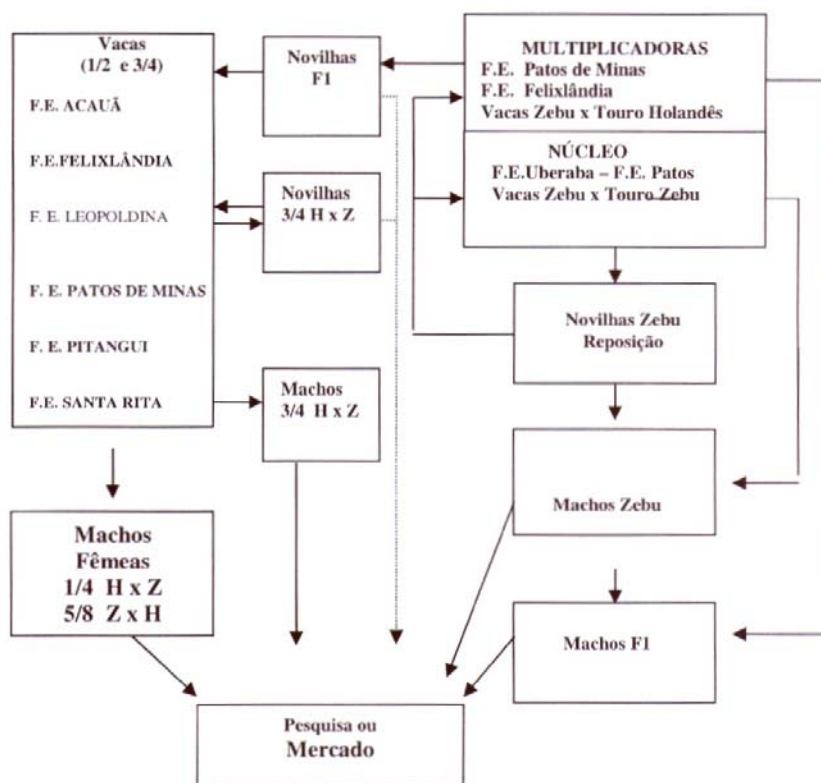 Vacas
(1/2 e 3/4)
F.E. ACAUÃ
F.E.FELIXLÂNDIA
F. E. LEOPOLDINA
F. E. PATOS DE MINAS
F. E. PITANGUI
F.E. SANTA RITA
Novilhas
F1
Novilhas
3/4 H x Z
Machos
3/4 H x Z
MULTIPLICADORAS
F.E. Patos de Minas
F.E. Felixlândia
Vacas Zebu x Touro Holandês
NÚCLEO
F.E.Uberaba – F.E. Patos
Vacas Zebu x Touro Zebu
Novilhas Zebu
Reposição
Machos Zebu
Machos F1
Machos
Fêmeas
1/4 H x Z
5/8 Z x H
Pesquisa ou
Mercado